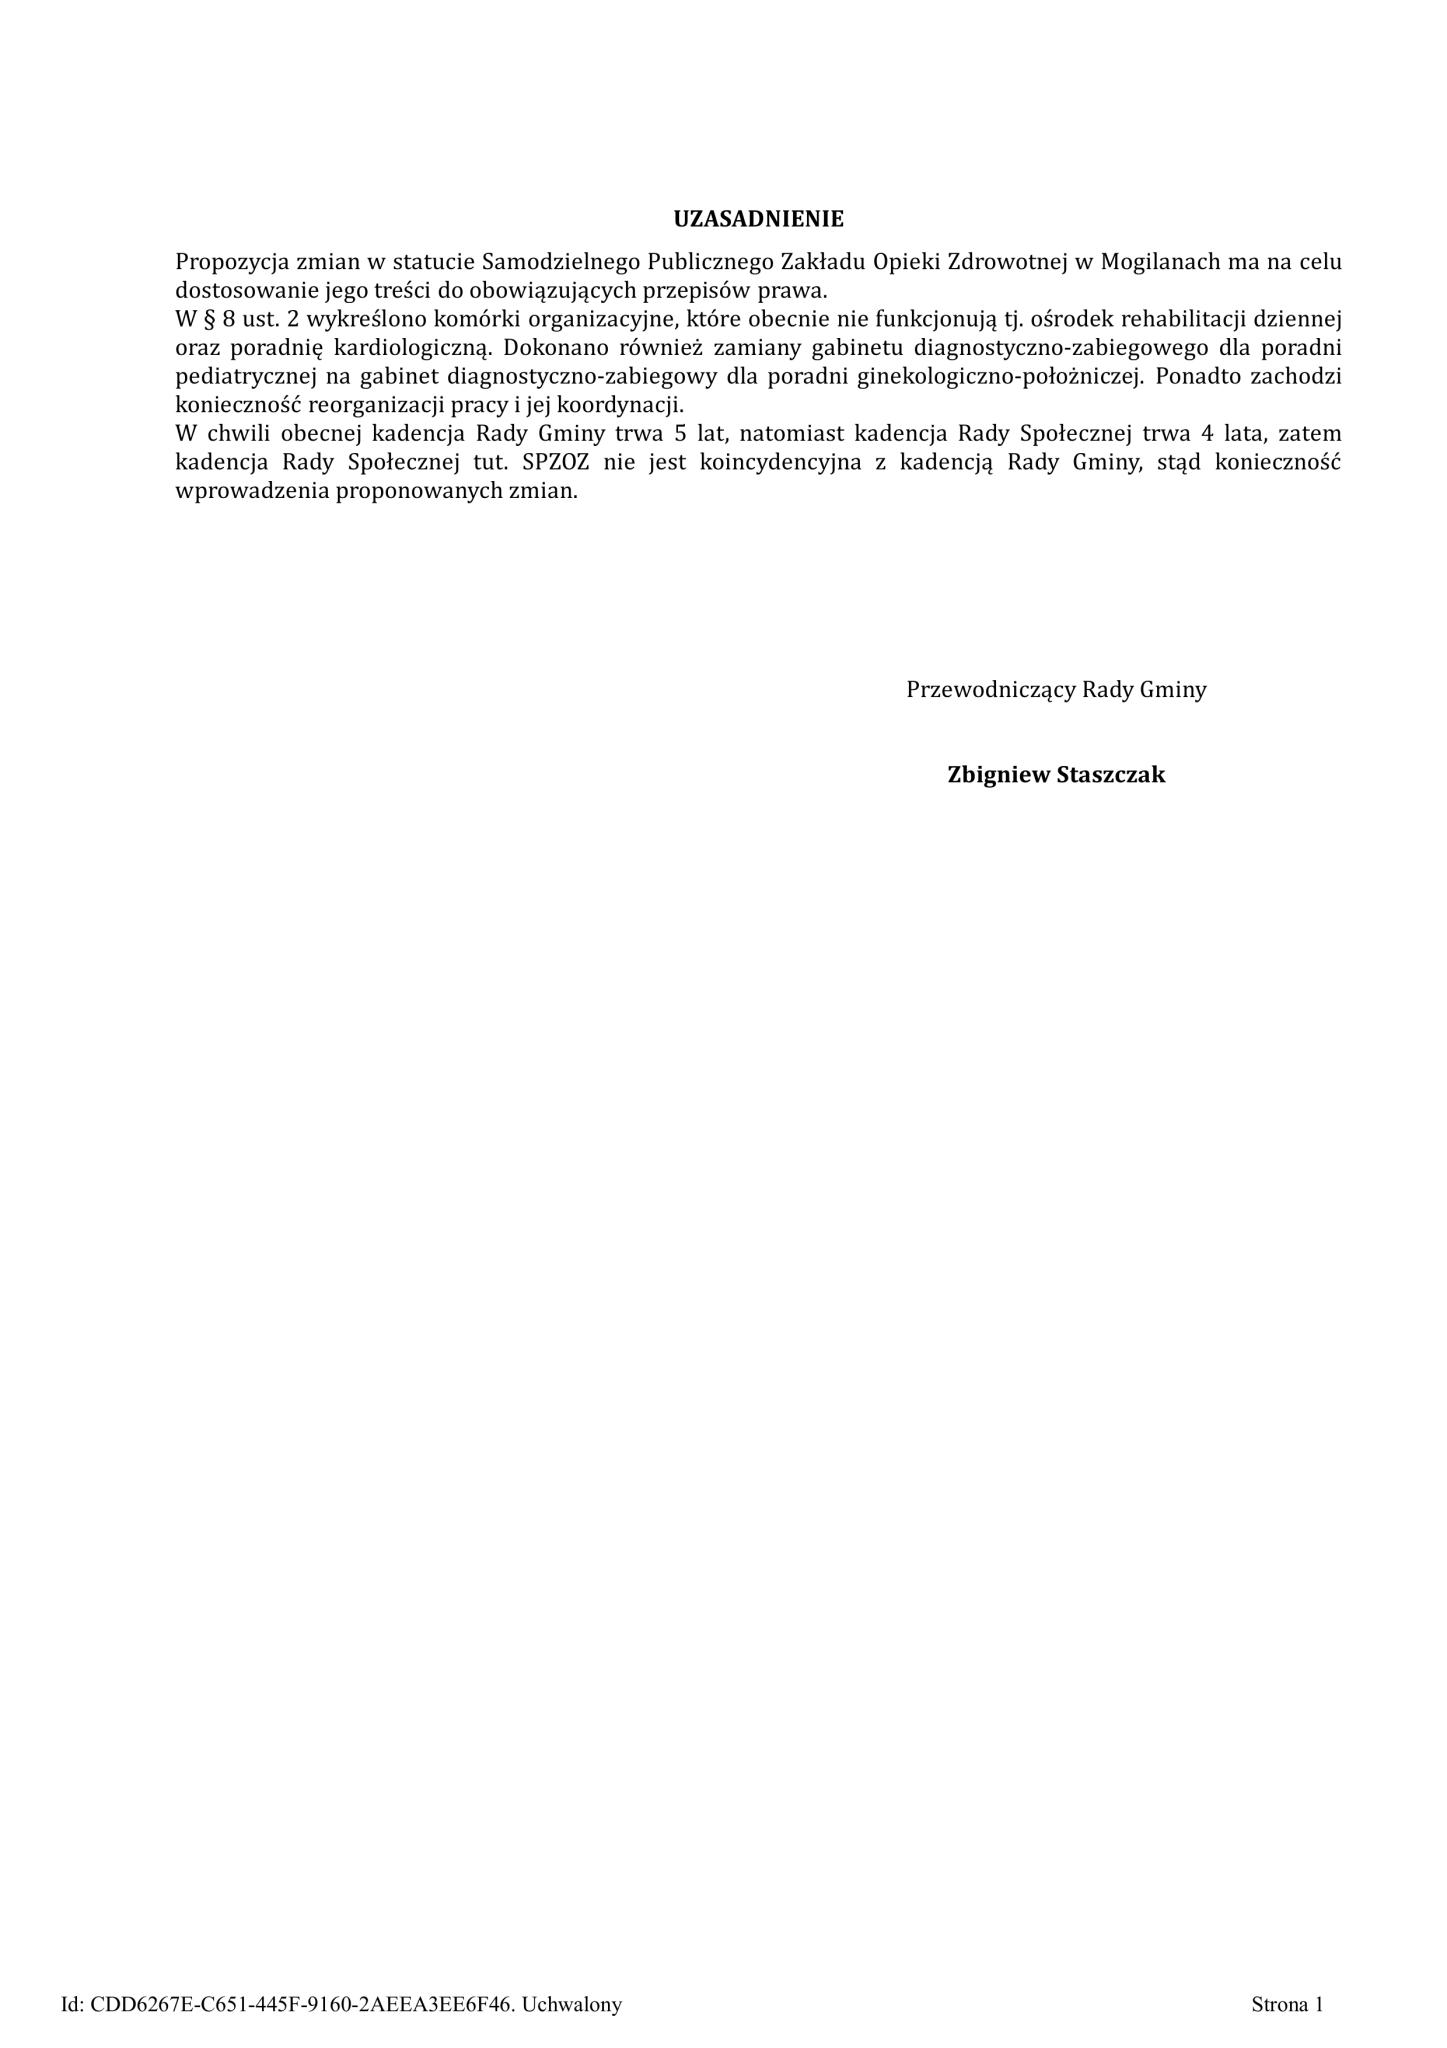 UZASADNIENIE
Propozycja zmian w statucie Samodzielnego Publicznego Zakładu Opieki Zdrowotnej w Mogilanach ma na celu
dostosowanie jego treści do obowiązujących przepisów prawa.
W § 8 ust. 2 wykreślono komórki organizacyjne, które obecnie nie funkcjonują tj. ośrodek rehabilitacji dziennej
oraz poradnię kardiologiczną. Dokonano również zamiany gabinetu diagnostyczno-zabiegowego dla poradni
pediatrycznej na gabinet diagnostyczno-zabiegowy dla poradni ginekologiczno-położniczej. Ponadto zachodzi
konieczność reorganizacji pracy i jej koordynacji.
W chwili obecnej kadencja Rady Gminy trwa 5 lat, natomiast kadencja Rady Społecznej trwa 4 lata, zatem
kadencja Rady Społecznej tut. SPZOZ nie jest koincydencyjna z kadencją Rady Gminy, stąd konieczność
wprowadzenia proponowanych zmian.
Przewodniczący Rady Gminy
Zbigniew Staszczak
Id: CDD6267E-C651-445F-9160-2AEEA3EE6F46. Uchwalony Strona 1